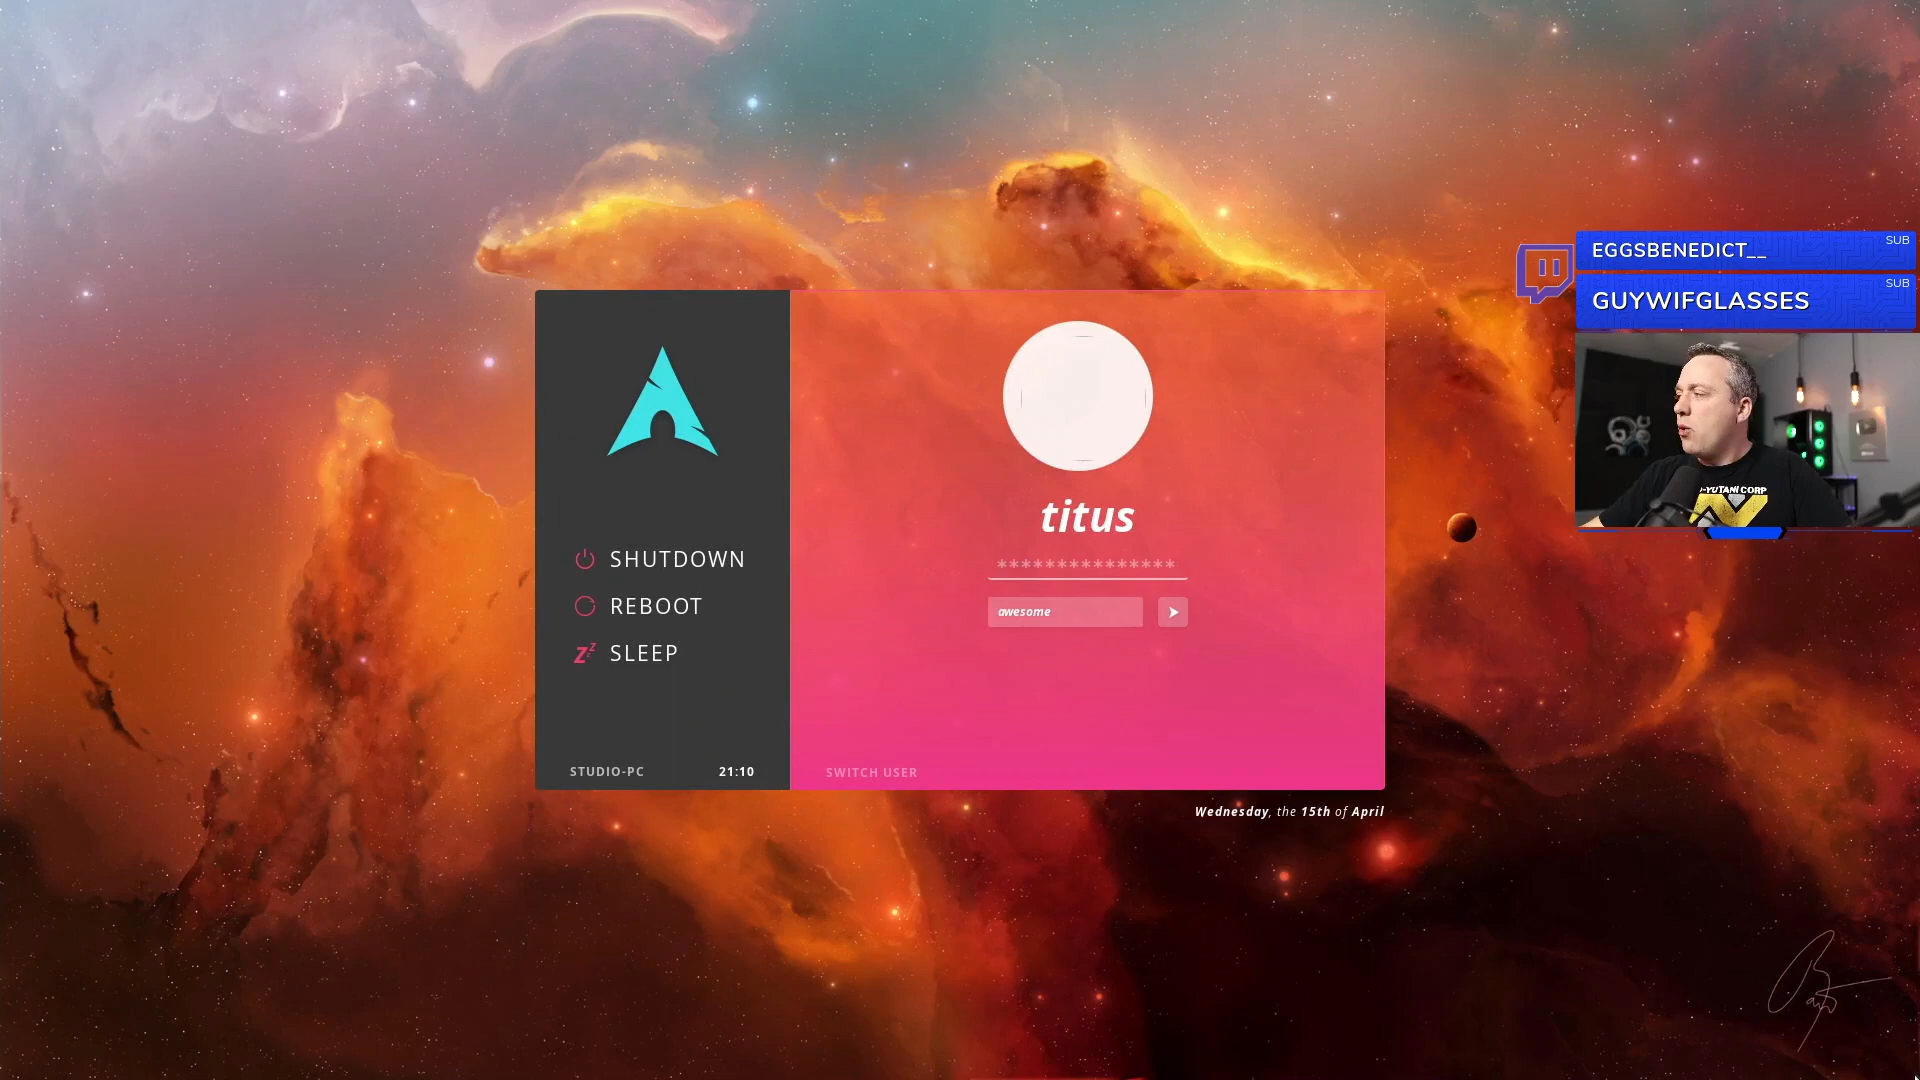 EGGSBENEDICT__
SUB
GUYWIFGLASSES
SUB
YUTANI CORP
titus
***************
awesome
SHUTDOWN
REBOOT
SLEEP
STUDIO-PC
21:10
SWITCH USER
Wednesday, the 15th of April